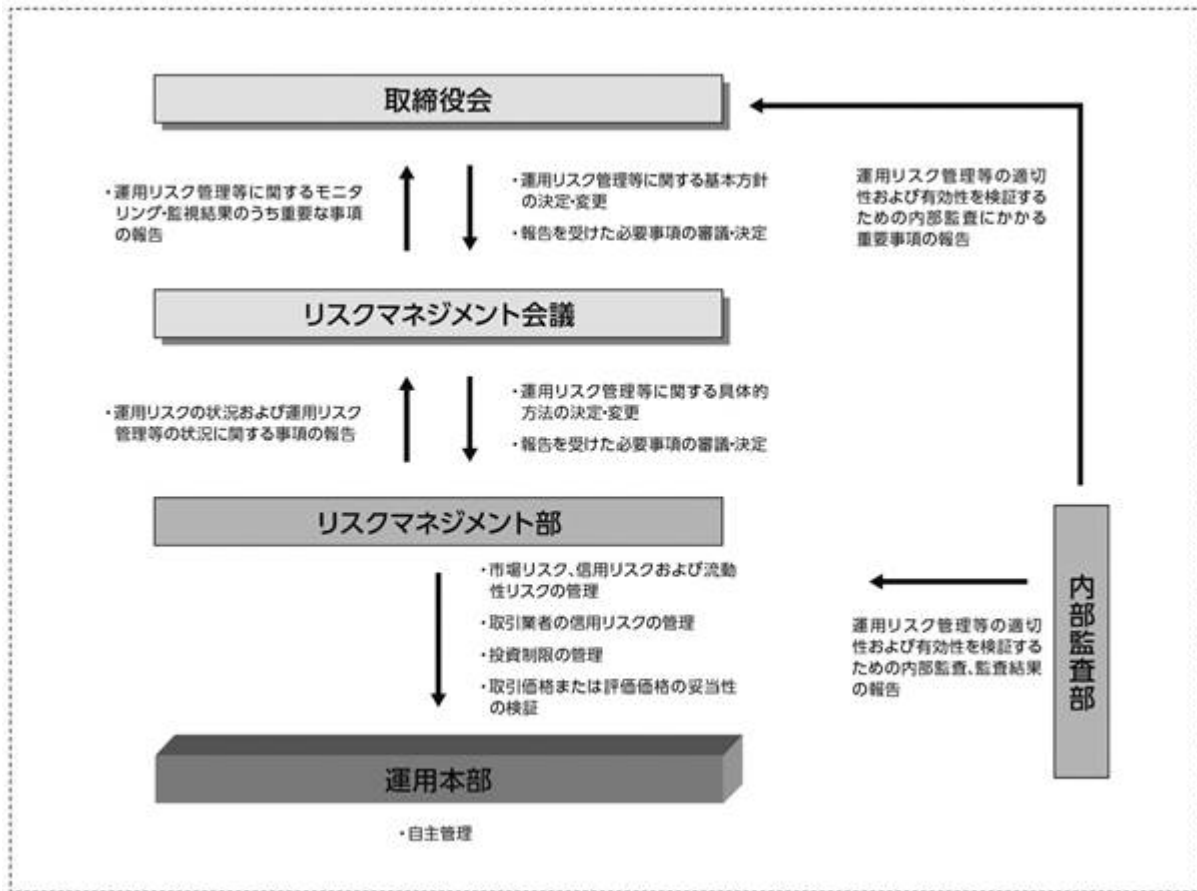 取締役会
・運用リスク管理等に関するモニタ
リング・監視結果のうち重要な事項
の報告
・運用リスク管理等に関する基本方針
の決定・変更
・報告を受けた必要事項の審議・決定
運用リスク管理等の適切
性および有効性を検証す
るための内部監査にかかる
重要事項の報告
リスクマネジメント会議
・運用リスクの状況および運用リスク
管理等の状況に関する事項の報告
・運用リスク管理等に関する具体的
方法の決定・変更
・報告を受けた必要事項の審議・決定
リスクマネジメント部
・市場リスク、信用リスクおよび流動
性リスクの管理
・取引業者の信用リスクの管理
・投資制限の管理
・取引価格または評価価格の妥当性
の検証
運用リスク管理等の適切
性および有効性を検証する
ための内部監査、監査結果
の報告
内部監査部
運用本部
・自主管理